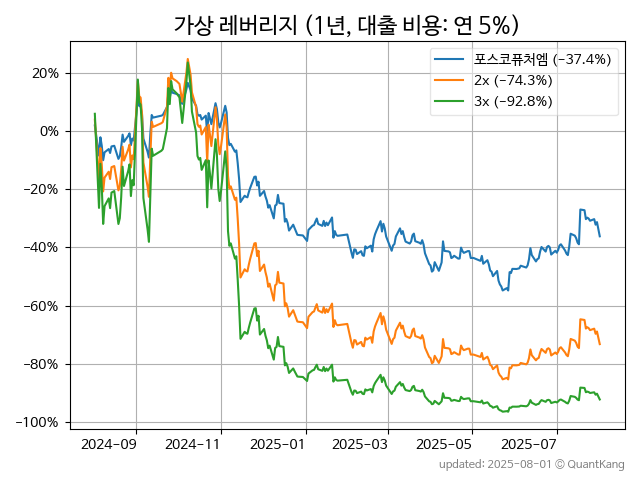 가상 레버리지 (1년, 대출 비용: 연 5%)
포스코퓨처엠 (−37.4%)
2x (−74.3%)
3x (−92.8%)
20%
0%
−20%
−40%
−60%
−80%
−100%
2024-09 2024-11 2025-01 2025-03 2025-05 2025-07
updated: 2025-08-01 © QuantKang